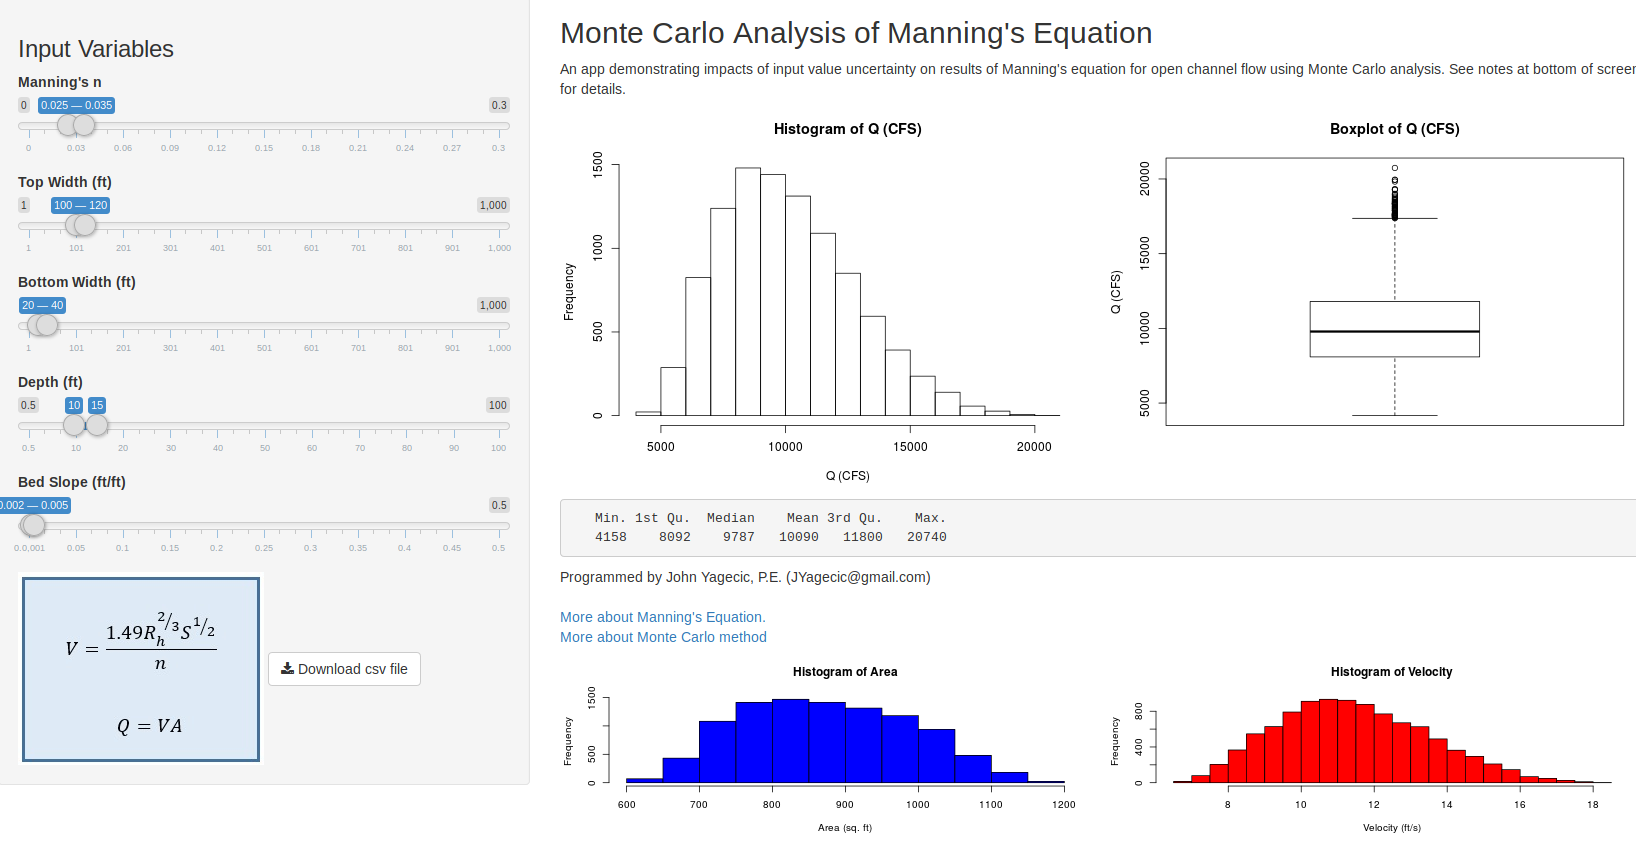 Input Variables
Manning's n
0 0.025 — 0.035 0.3
0 0.03 0.06 0.09 0.12 0.15 0.18 0.21 0.24 0.27 0.3
Top Width (ft)
1 100 — 120 1,000
1 101 201 301 401 501 601 701 801 901 1,000
Bottom Width (ft)
20 — 40 1,000
1 101 201 301 401 501 601 701 801 901 1,000
Depth (ft)
0.5 10 15 100
0.5 10 20 30 40 50 60 70 80 90 100
Bed Slope (ft/ft)
0.002 — 0.005 0.5
0.0,001 0.05 0.1 0.15 0.2 0.25 0.3 0.35 0.4 0.45 0.5
V = 1.49R_h^2/3 S^1/2 / n
Q = VA
Download csv file
Monte Carlo Analysis of Manning's Equation
An app demonstrating impacts of input value uncertainty on results of Manning's equation for open channel flow using Monte Carlo analysis. See notes at bottom of screen
for details.
Histogram of Q (CFS)
Frequency
1500
1000
500
0
5000 10000 15000 20000
Q (CFS)
Boxplot of Q (CFS)
Q (CFS)
20000
15000
10000
5000
Min. 1st Qu. Median Mean 3rd Qu. Max.
4158 8092 9787 10090 11800 20740
Programmed by John Yagecic, P.E. (JYagecic@gmail.com)
More about Manning's Equation.
More about Monte Carlo method
Histogram of Area
Frequency
1500
500
0
600 700 800 900 1000 1100 1200
Area (sq. ft)
Histogram of Velocity
Frequency
800
400
0
8 10 12 14 16 18
Velocity (ft/s)